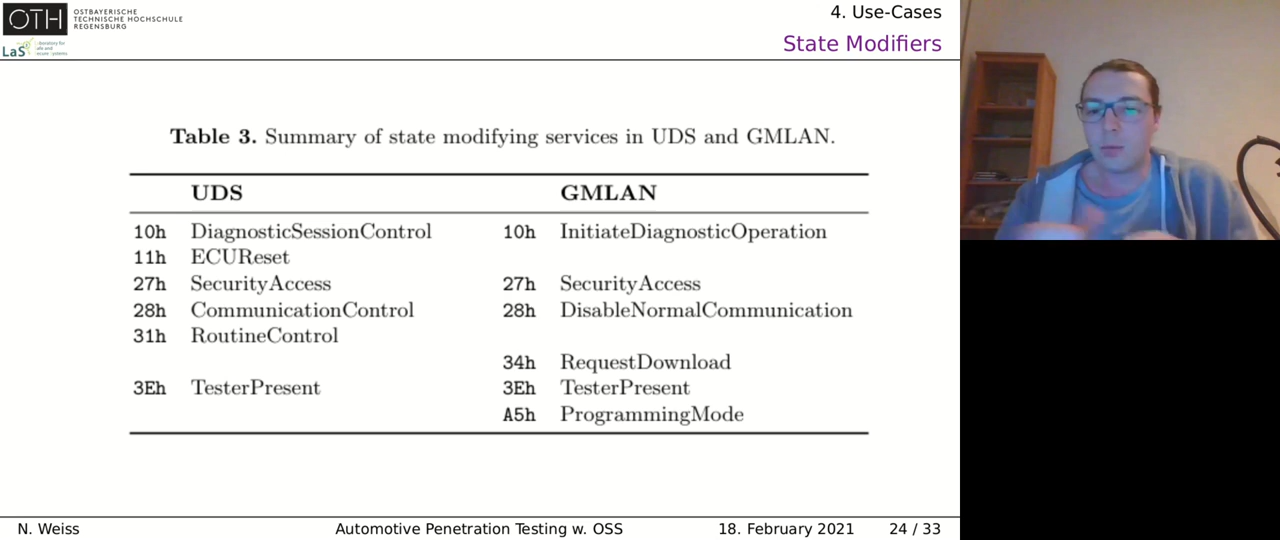 OTH
OSTBAYERISCHE
TECHNISCHE HOCHSCHULE
REGENSBURG
LaS³
4. Use-Cases
State Modifiers
Table 3. Summary of state modifying services in UDS and GMLAN.
UDS GMLAN
10h DiagnosticSessionControl 10h InitiateDiagnosticOperation
11h ECUReset
27h SecurityAccess 27h SecurityAccess
28h CommunicationControl 28h DisableNormalCommunication
31h RoutineControl
34h RequestDownload
3Eh TesterPresent 3Eh TesterPresent
A5h ProgrammingMode
N. Weiss Automotive Penetration Testing w. OSS 18. February 2021 24 / 33